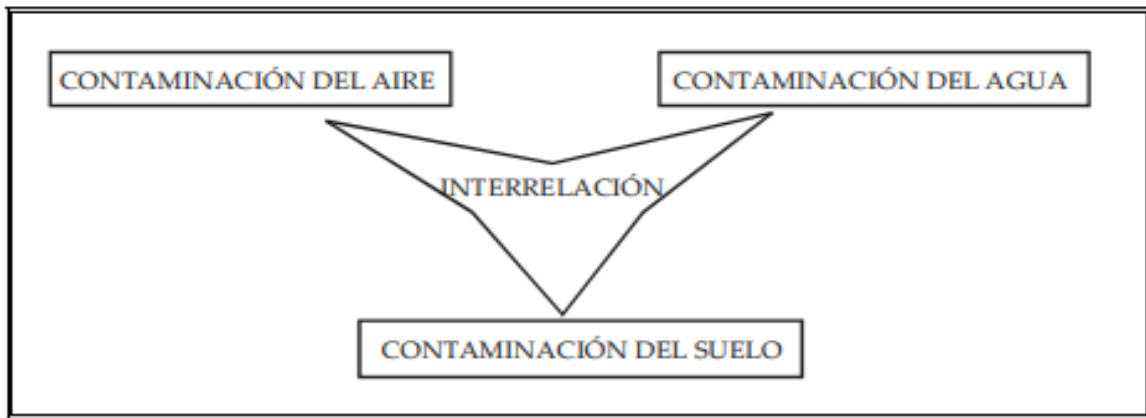 CONTAMINACIÓN DEL AIRE
CONTAMINACIÓN DEL AGUA
INTERRELACIÓN
CONTAMINACIÓN DEL SUELO